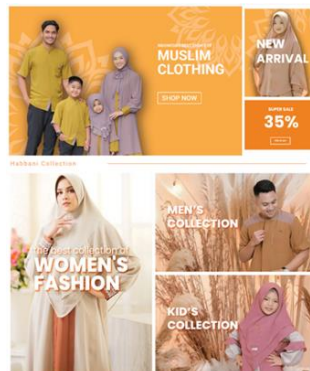 MUSLIM
CLOTHING
SHOP NOW
NEW
ARRIVAL
SUPER SALE
35%
Habbani Collection
the best collection of
WOMEN'S
FASHION
MEN'S
COLLECTION
KID'S
COLLECTION